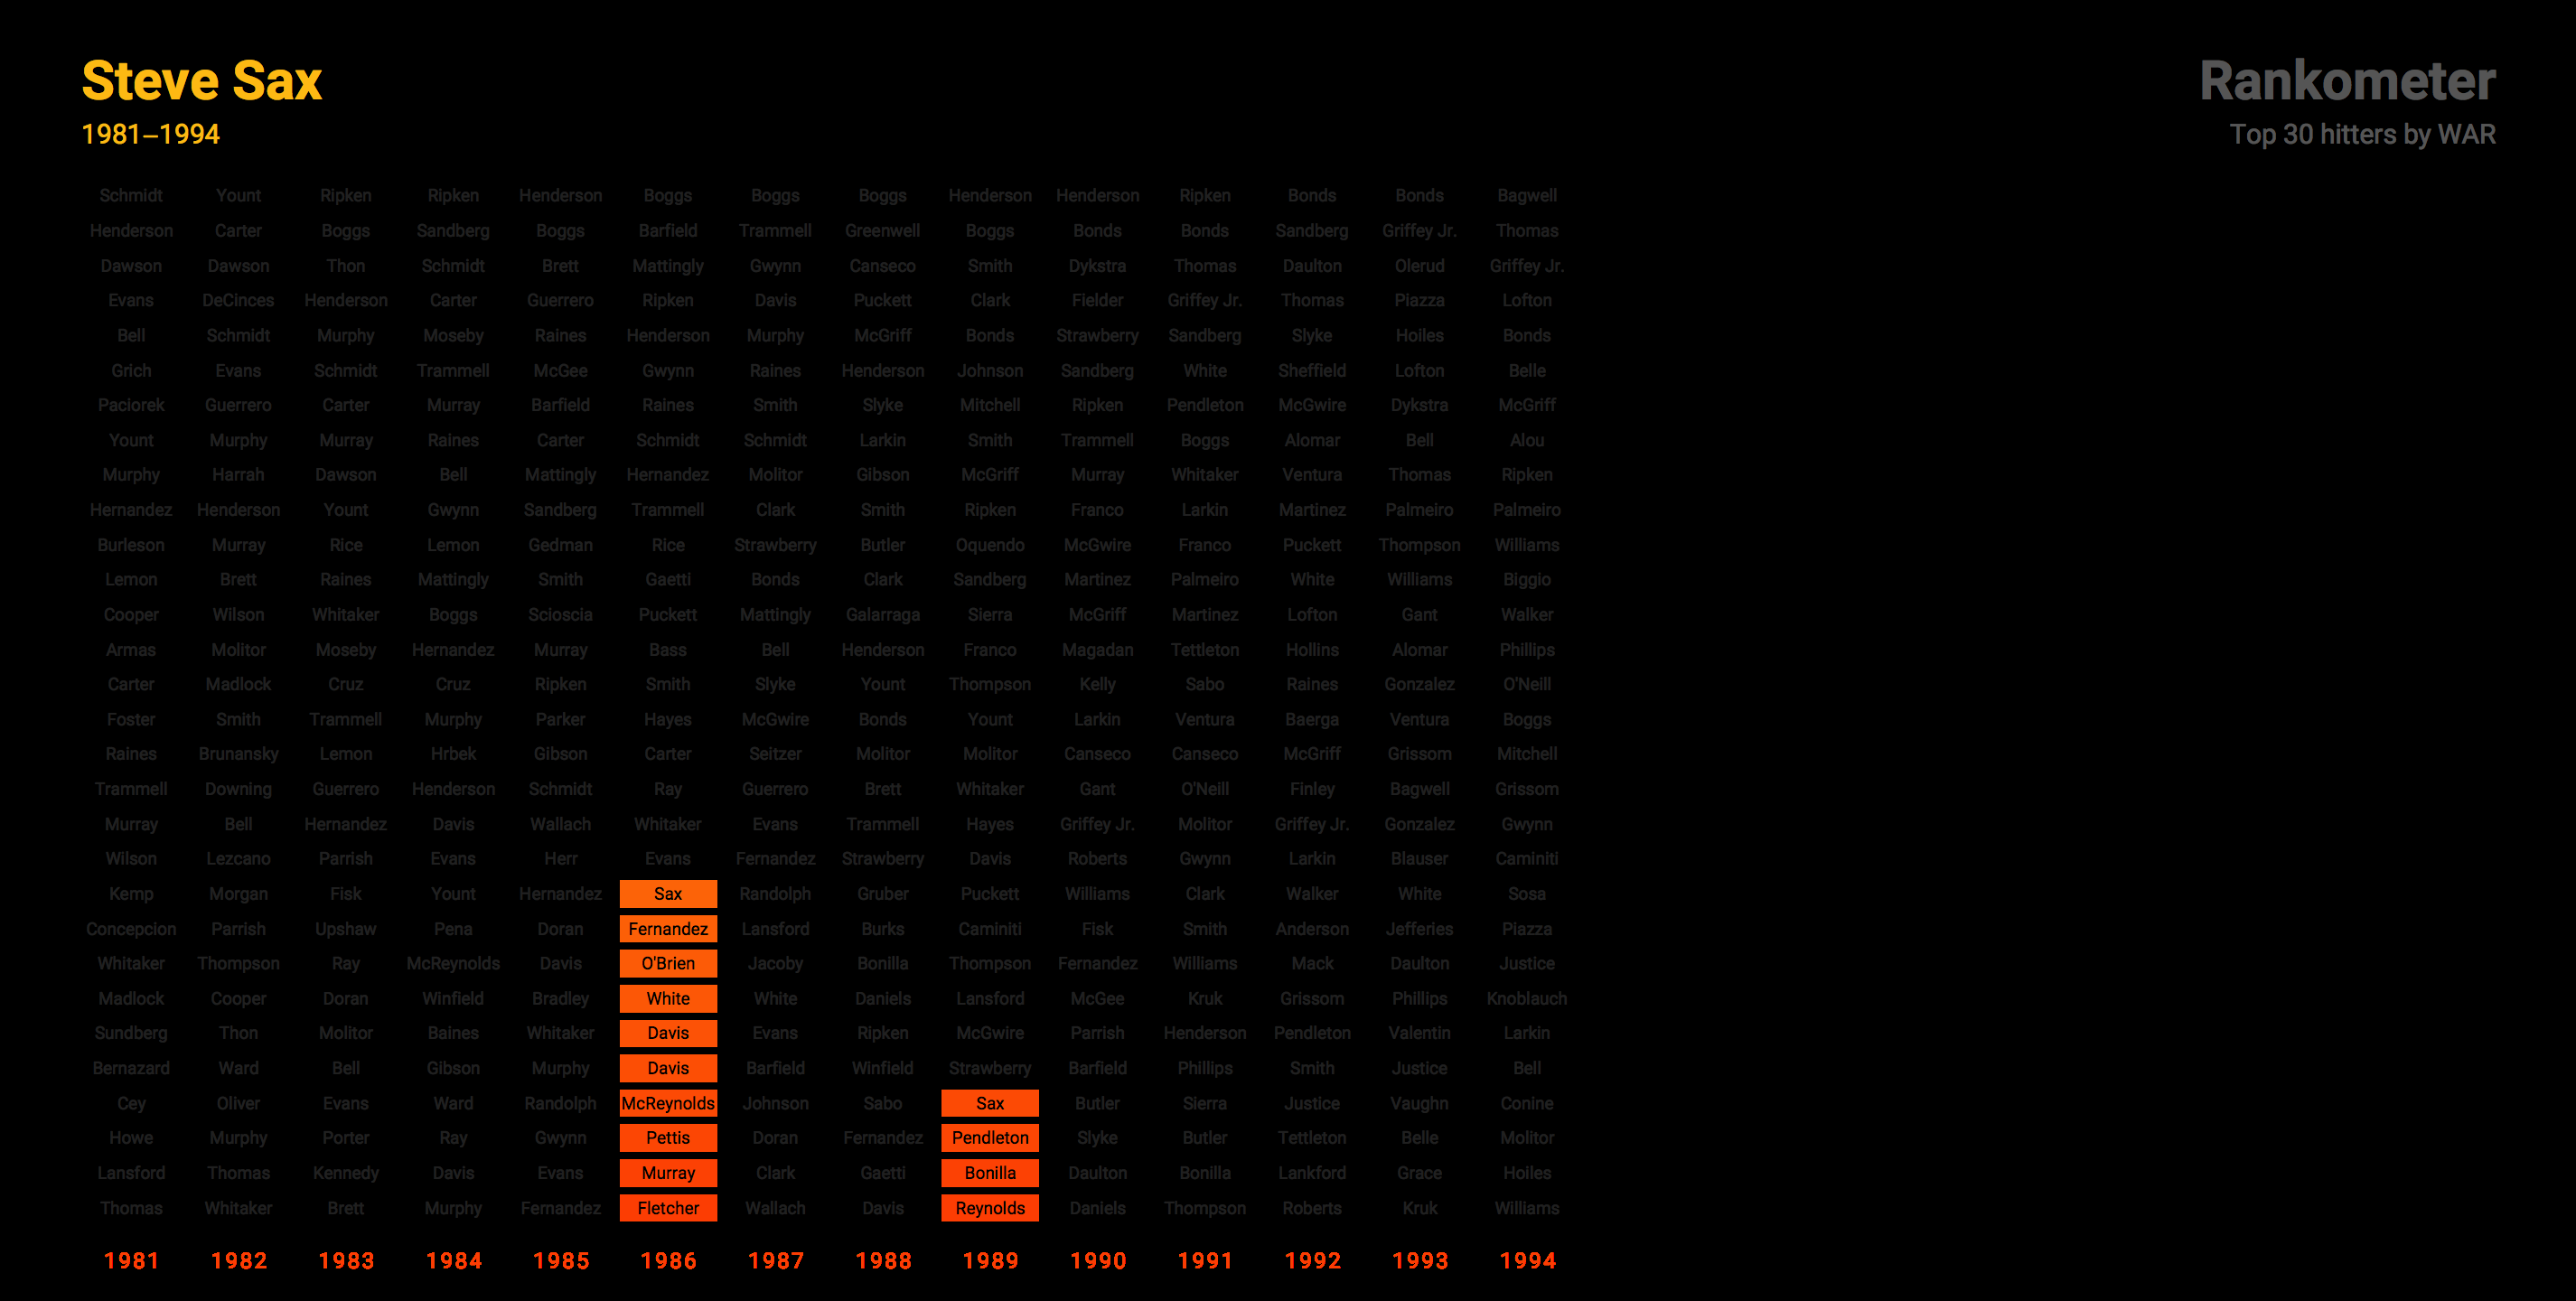 Steve Sax
1981–1994
Rankometer
Top 30 hitters by WAR
Schmidt Yount Ripken Ripken Henderson Boggs Boggs Boggs Henderson Henderson Ripken Bonds Bonds Bagwell
Henderson Carter Boggs Sandberg Boggs Barfield Trammell Greenwell Boggs Bonds Bonds Sandberg Griffey Jr. Thomas
Dawson Dawson Thon Schmidt Brett Mattingly Gwynn Canseco Smith Dykstra Thomas Daulton Olerud Griffey Jr.
Evans DeCinces Henderson Carter Guerrero Ripken Davis Puckett Clark Fielder Griffey Jr. Thomas Piazza Lofton
Bell Schmidt Murphy Moseby Raines Henderson Murphy McGriff Bonds Strawberry Sandberg Slyke Hoiles Bonds
Grich Evans Schmidt Trammell McGee Gwynn Raines Henderson Johnson Sandberg White Sheffield Lofton Belle
Paciorek Guerrero Carter Murray Barfield Raines Smith Slyke Mitchell Ripken Pendleton McGwire Dykstra McGriff
Yount Murphy Murray Raines Carter Schmidt Schmidt Larkin Smith Trammell Boggs Alomar Bell Alou
Murphy Harrah Dawson Bell Mattingly Hernandez Molitor Gibson McGriff Murray Whitaker Ventura Thomas Ripken
Hernandez Henderson Yount Gwynn Sandberg Trammell Clark Smith Ripken Franco Larkin Martinez Palmeiro Palmeiro
Burleson Murray Rice Lemon Gedman Rice Strawberry Butler Oquendo McGwire Franco Puckett Thompson Williams
Lemon Brett Raines Mattingly Smith Gaetti Bonds Clark Sandberg Martinez Palmeiro White Williams Biggio
Cooper Wilson Whitaker Boggs Scioscia Puckett Mattingly Galarraga Sierra McGriff Martinez Lofton Gant Walker
Armas Molitor Moseby Hernandez Murray Bass Bell Henderson Franco Magadan Tettleton Hollins Alomar Phillips
Carter Madlock Cruz Cruz Ripken Smith Slyke Yount Thompson Kelly Sabo Raines Gonzalez O'Neill
Foster Smith Trammell Murphy Parker Hayes McGwire Bonds Yount Larkin Ventura Baerga Ventura Boggs
Raines Brunansky Lemon Hrbek Gibson Carter Seitzer Molitor Molitor Canseco Canseco McGriff Grissom Mitchell
Trammell Downing Guerrero Henderson Schmidt Ray Guerrero Brett Whitaker Gant O'Neill Finley Bagwell Grissom
Murray Bell Hernandez Davis Wallach Whitaker Evans Trammell Hayes Griffey Jr. Molitor Griffey Jr. Gonzalez Gwynn
Wilson Lezcano Parrish Evans Herr Evans Fernandez Strawberry Davis Roberts Gwynn Larkin Blauser Caminiti
Kemp Morgan Fisk Yount Hernandez Sax Randolph Gruber Puckett Williams Clark Walker White Sosa
Concepcion Parrish Upshaw Pena Doran Fernandez Lansford Burks Caminiti Fisk Smith Anderson Jefferies Piazza
Whitaker Thompson Ray McReynolds Davis O'Brien Jacoby Bonilla Thompson Fernandez Williams Mack Daulton Justice
Madlock Cooper Doran Winfield Bradley White White Daniels Lansford McGee Kruk Grissom Phillips Knoblauch
Sundberg Thon Molitor Baines Whitaker Davis Evans Ripken McGwire Parrish Henderson Pendleton Valentin Larkin
Bernazard Ward Bell Gibson Murphy Davis Barfield Winfield Strawberry Barfield Phillips Smith Justice Bell
Cey Oliver Evans Ward Randolph McReynolds Johnson Sabo Sax Butler Sierra Justice Vaughn Conine
Howe Murphy Porter Ray Gwynn Pettis Doran Fernandez Pendleton Slyke Butler Tettleton Belle Molitor
Lansford Thomas Kennedy Davis Evans Murray Clark Gaetti Bonilla Daulton Bonilla Lankford Grace Hoiles
Thomas Whitaker Brett Murphy Fernandez Fletcher Wallach Davis Reynolds Daniels Thompson Roberts Kruk Williams
1981 1982 1983 1984 1985 1986 1987 1988 1989 1990 1991 1992 1993 1994